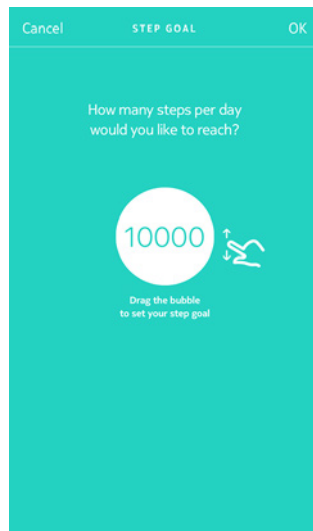 Cancel STEP GOAL OK
How many steps per day
would you like to reach?
10000
Drag the bubble
to set your step goal